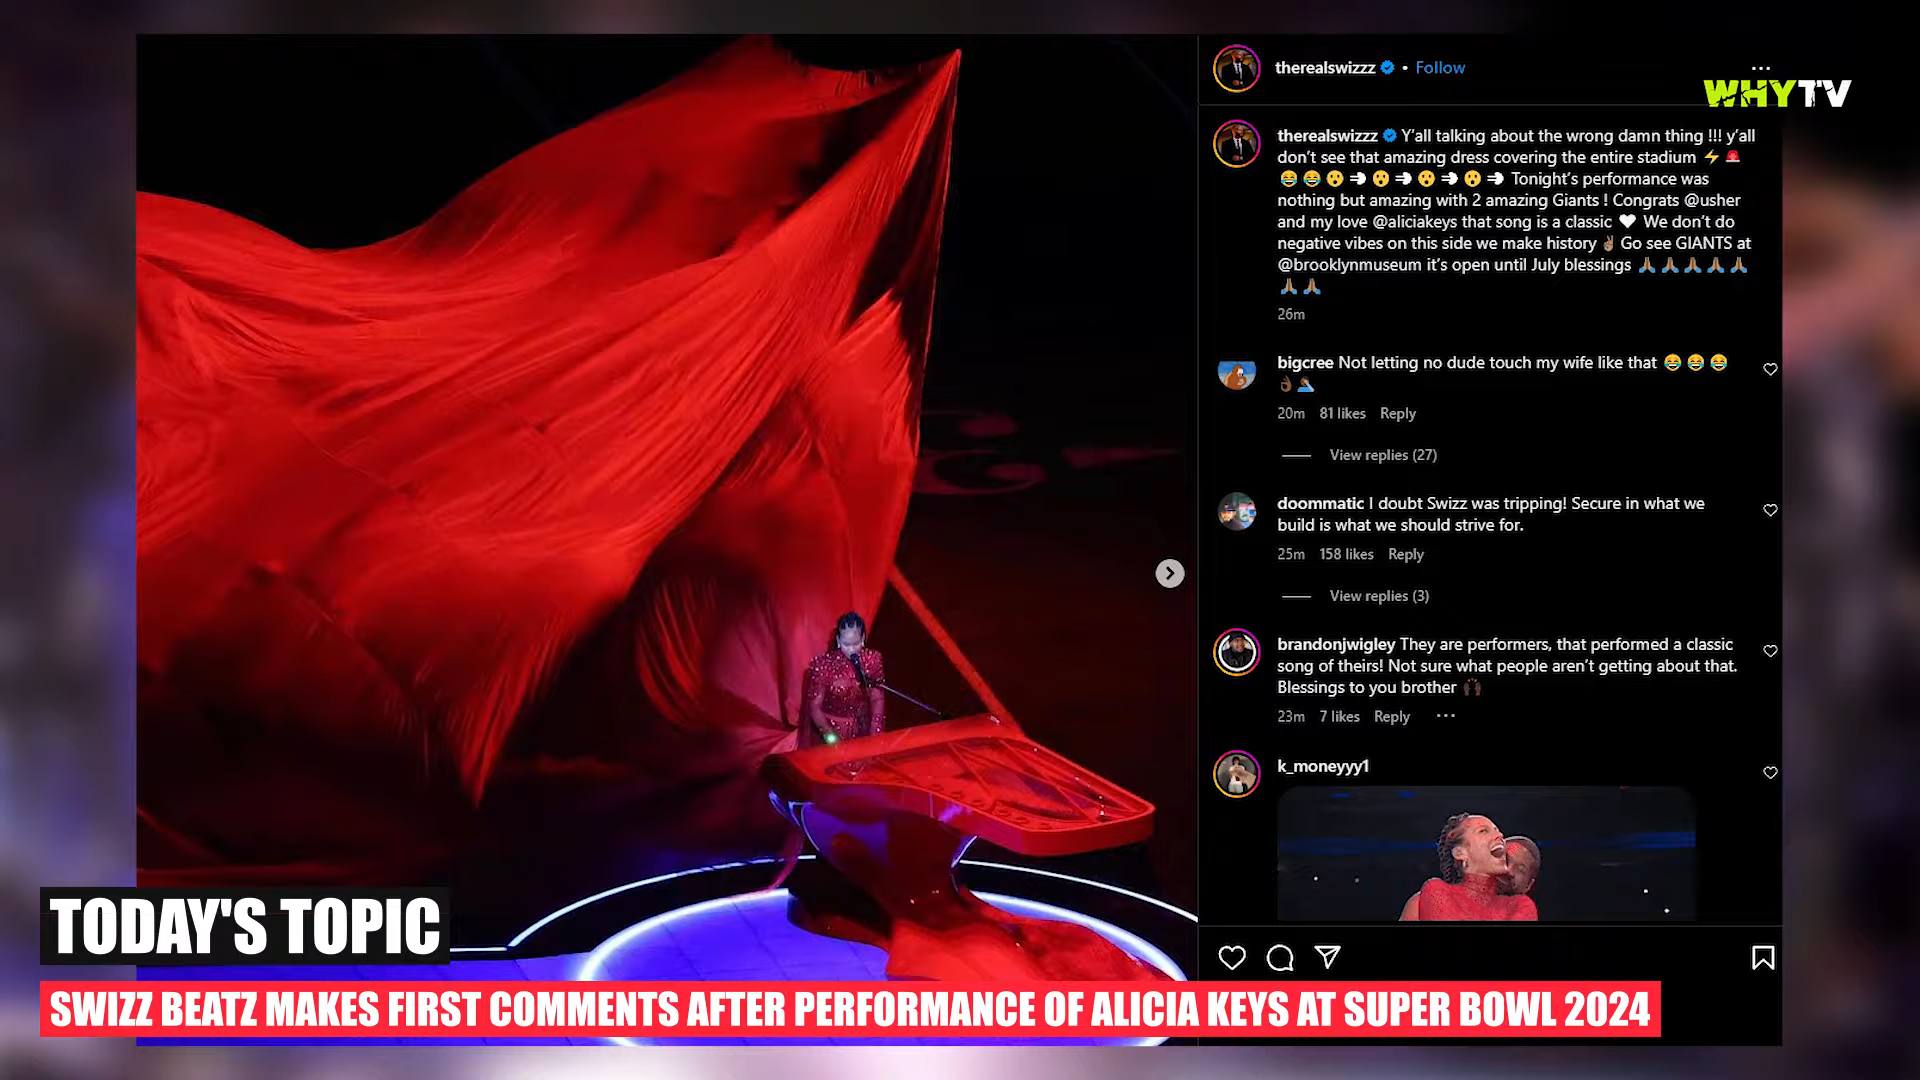 therealswizzz • Follow
...
WHYTV
therealswizzz Y'all talking about the wrong damn thing !!! y'all
don't see that amazing dress covering the entire stadium ⚡🚨
😂😂😮💨😮💨😮💨😮💨 Tonight's performance was
nothing but amazing with 2 amazing Giants ! Congrats @usher
and my love @aliciakeys that song is a classic 🤍 We don't do
negative vibes on this side we make history ✌🏽 Go see GIANTS at
@brooklynmuseum it's open until July blessings 🙏🏽🙏🏽🙏🏽🙏🏽🙏🏽
🙏🏽🙏🏽
26m
bigcree Not letting no dude touch my wife like that 😂😂😂
👌🏾🤦🏾‍♂️
20m 81 likes Reply
View replies (27)
doommatic I doubt Swizz was tripping! Secure in what we
build is what we should strive for.
25m 158 likes Reply
View replies (3)
brandonjwigley They are performers, that performed a classic
song of theirs! Not sure what people aren't getting about that.
Blessings to you brother 🙌🏿
23m 7 likes Reply ...
k_moneyyy1
TODAY'S TOPIC
SWIZZ BEATZ MAKES FIRST COMMENTS AFTER PERFORMANCE OF ALICIA KEYS AT SUPER BOWL 2024